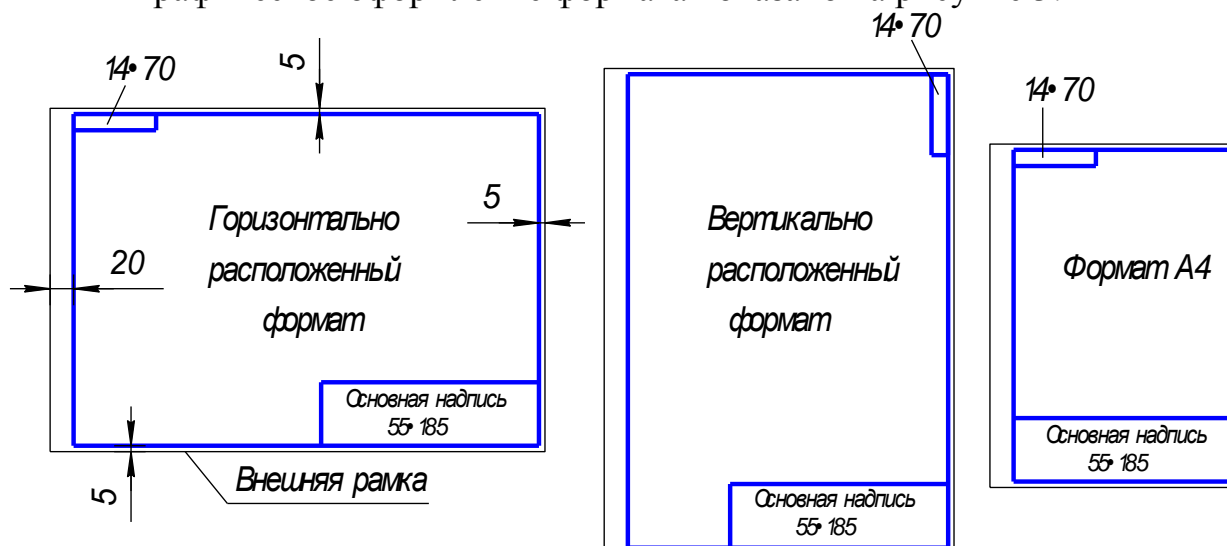 14•70
5
Горизонтально
расположенный
формат
5
20
Основная надпись
55•185
5
Внешняя рамка
14•70
Вертикально
расположенный
формат
Основная надпись
55•185
14•70
Формат А4
Основная надпись
55•185